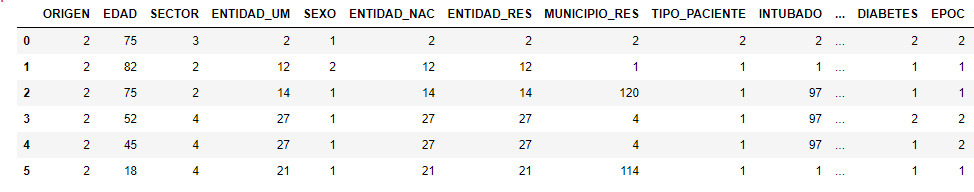 ORIGEN EDAD SECTOR ENTIDAD_UM SEXO ENTIDAD_NAC ENTIDAD_RES MUNICIPIO_RES TIPO_PACIENTE INTUBADO ... DIABETES EPOC
0 2 75 3 2 1 2 2 2 2 2 ... 2 2
1 2 82 2 12 2 12 12 1 1 1 ... 1 1
2 2 75 2 14 1 14 14 120 1 97 ... 1 1
3 2 52 4 27 1 27 27 4 1 97 ... 2 2
4 2 45 4 27 1 27 27 4 1 97 ... 1 2
5 2 18 4 21 1 21 21 114 1 1 ... 1 1